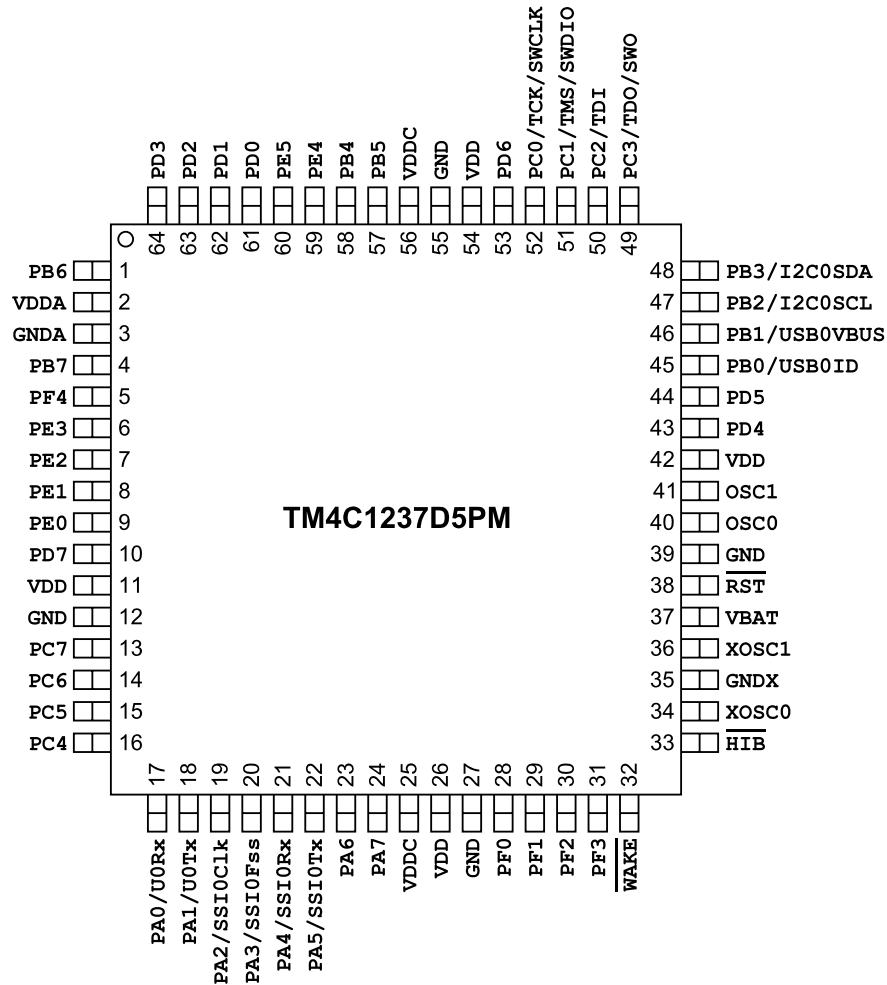 PD3
PD2
PD1
PD0
PE5
PE4
PB4
PB5
VDDC
GND
VDD
PD6
PC0/TCK/SWCLK
PC1/TMS/SWDIO
PC2/TDI
PC3/TDO/SWO
64
63
62
61
60
59
58
57
56
55
54
53
52
51
50
49
PB6 1
VDDA 2
GNDA 3
PB7 4
PF4 5
PE3 6
PE2 7
PE1 8
PE0 9
PD7 10
VDD 11
GND 12
PC7 13
PC6 14
PC5 15
PC4 16
TM4C1237D5PM
48 PB3/I2C0SDA
47 PB2/I2C0SCL
46 PB1/USB0VBUS
45 PB0/USB0ID
44 PD5
43 PD4
42 VDD
41 OSC1
40 OSC0
39 GND
38 RST
37 VBAT
36 XOSC1
35 GNDX
34 XOSC0
33 HIB
17
18
19
20
21
22
23
24
25
26
27
28
29
30
31
32
PA0/U0Rx
PA1/U0Tx
PA2/SSI0Clk
PA3/SSI0Fss
PA4/SSI0Rx
PA5/SSI0Tx
PA6
PA7
VDDC
VDD
GND
PF0
PF1
PF2
PF3
WAKE